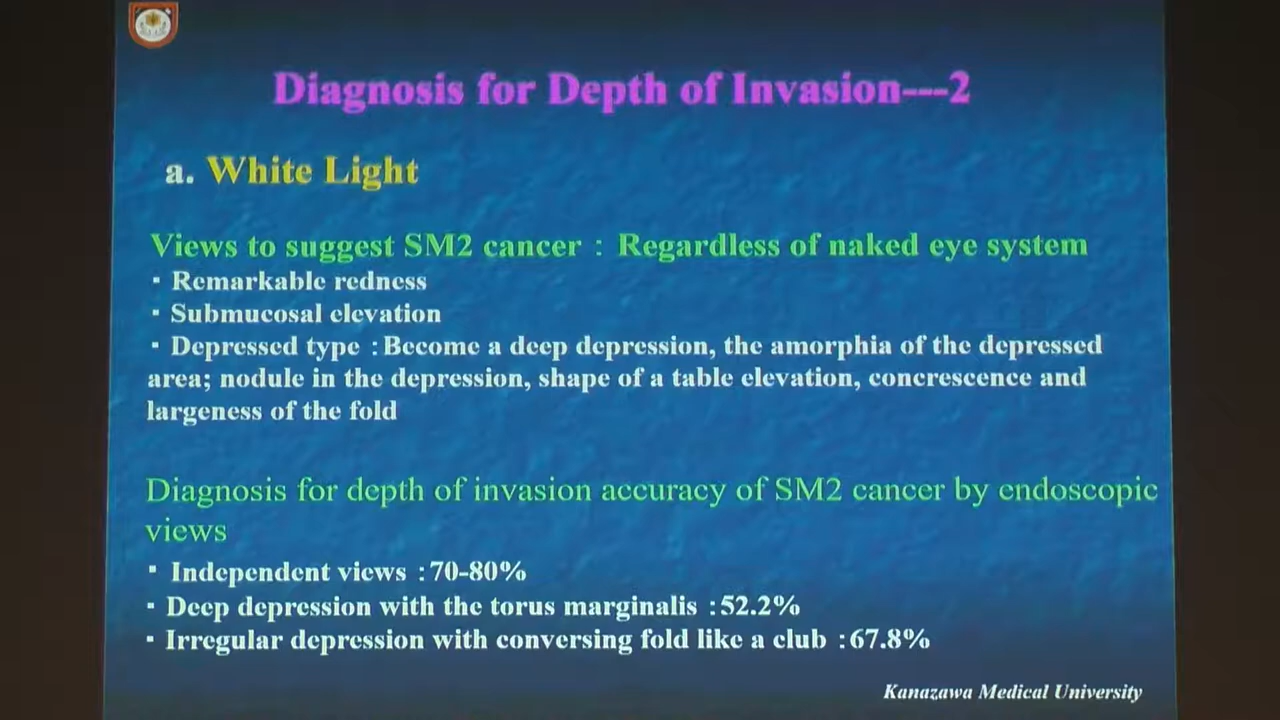 Diagnosis for Depth of Invasion---2
a. White Light
Views to suggest SM2 cancer : Regardless of naked eye system
・Remarkable redness
・Submucosal elevation
・Depressed type : Become a deep depression, the amorphia of the depressed
area; nodule in the depression, shape of a table elevation, concrescence and
largeness of the fold
Diagnosis for depth of invasion accuracy of SM2 cancer by endoscopic
views
・Independent views : 70-80%
・Deep depression with the torus marginalis : 52.2%
・Irregular depression with conversing fold like a club : 67.8%
Kanazawa Medical University